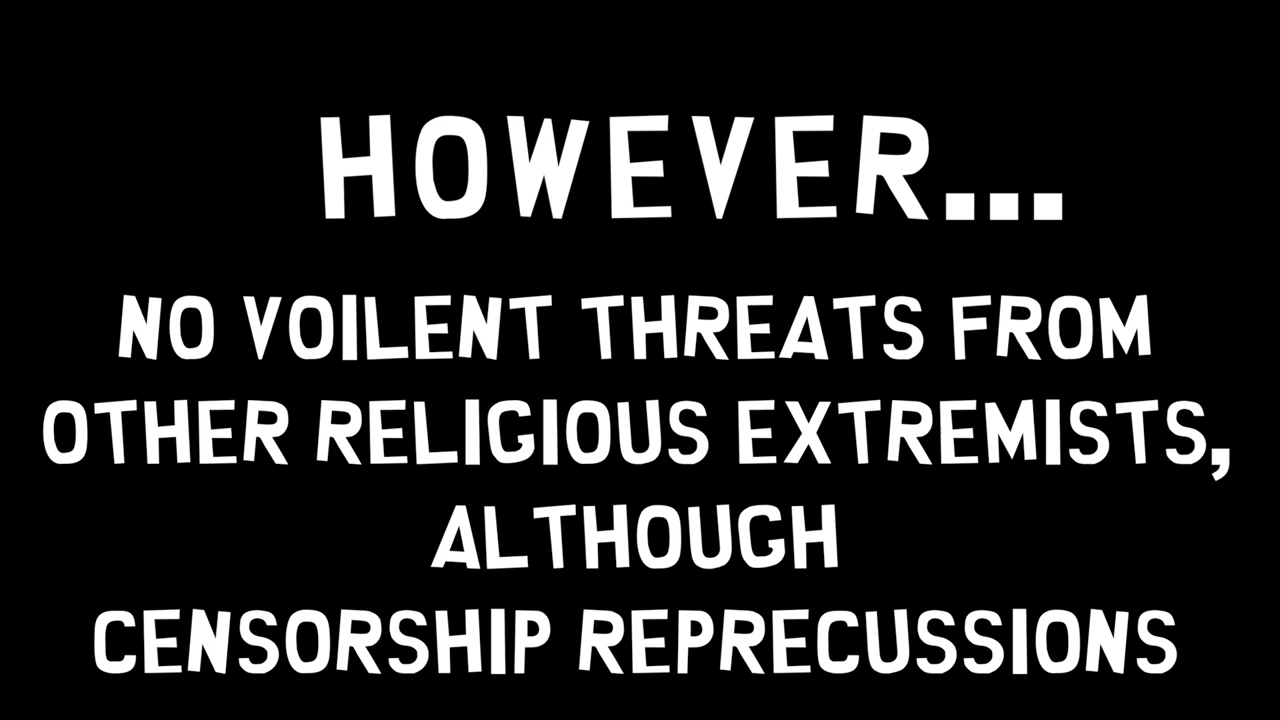 HOWEVER...
NO VOILENT THREATS FROM
OTHER RELIGIOUS EXTREMISTS,
ALTHOUGH
CENSORSHIP REPRECUSSIONS